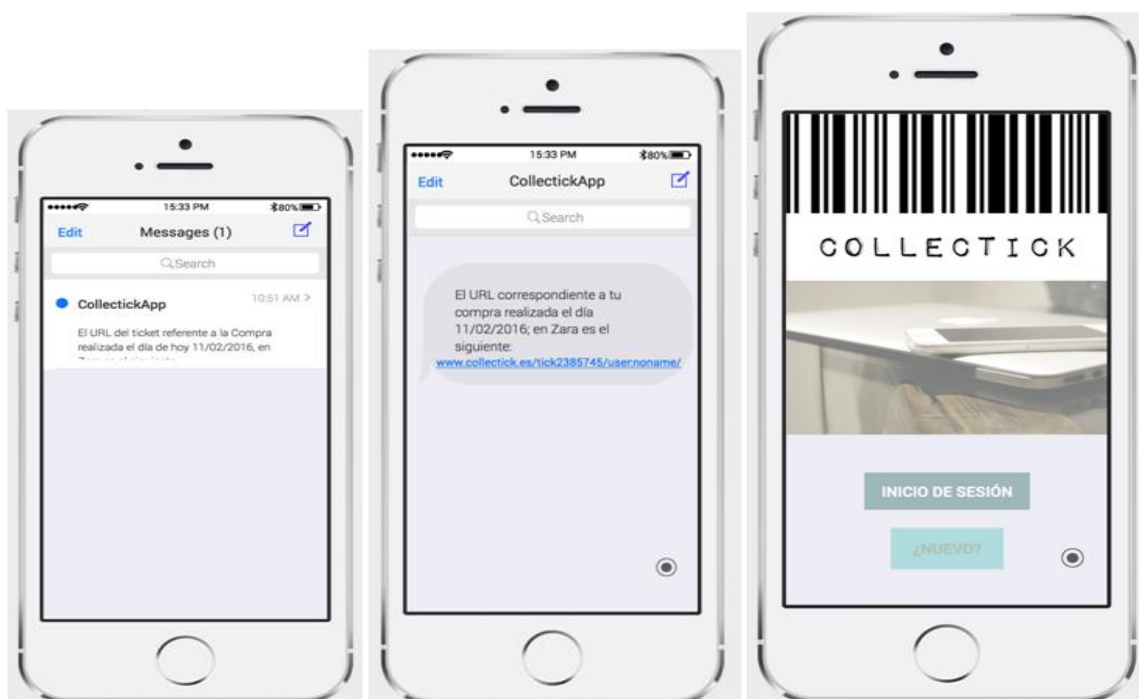 15:33 PM
80%
Edit
Messages (1)
Search
CollectickApp
10:51 AM >
El URL del ticket referente a la Compra
realizada el día de hoy 11/02/2016, en
15:33 PM
80%
Edit
CollectickApp
Search
El URL correspondiente a tu
compra realizada el día
11/02/2016; en Zara es el
siguiente:
www.collectick.es/tick2385745/user:noname/
COLLECTICK
INICIO DE SESIÓN
¿NUEVO?